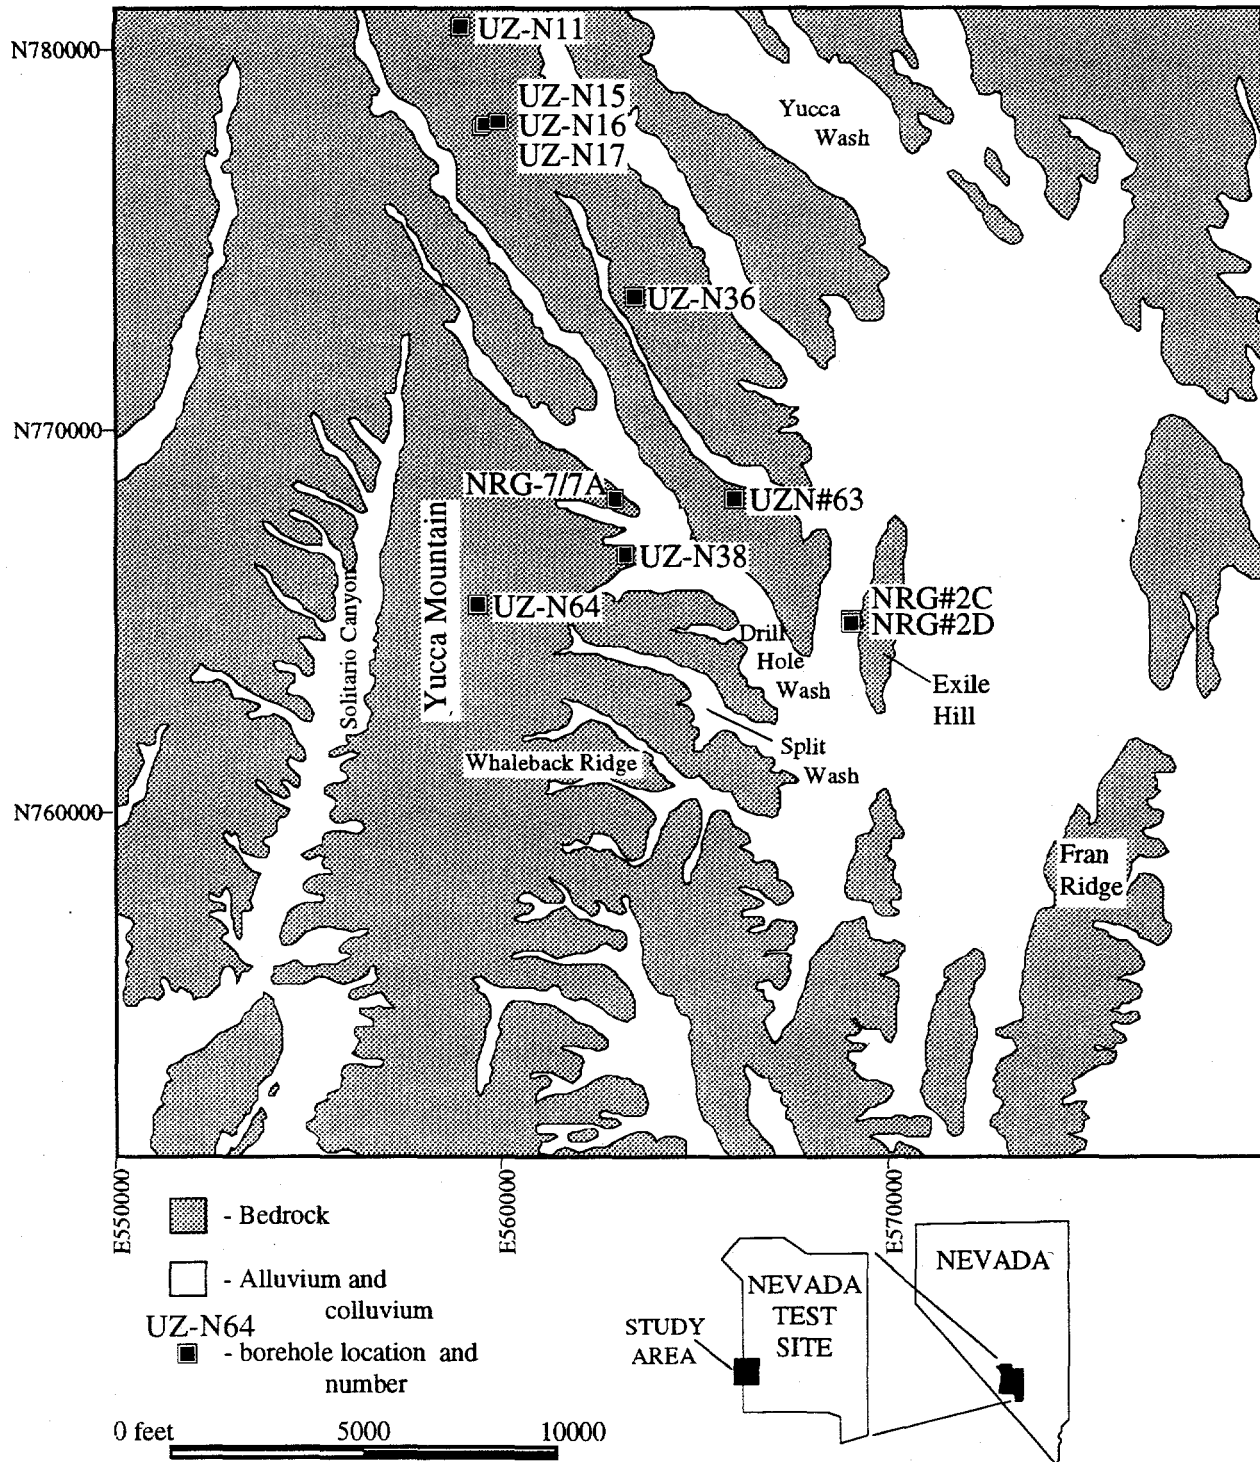 N780000
UZ-N11
UZ-N15
UZ-N16
UZ-N17
Yucca
Wash
UZ-N36
N770000
NRG-7/7A
UZN#63
Yucca Mountain
Solitario Canyon
UZ-N38
UZ-N64
NRG#2C
NRG#2D
Drill
Hole
Wash
Exile
Hill
Split
Wash
Whaleback Ridge
N760000
Fran
Ridge
E550000
E560000
E570000
- Bedrock
- Alluvium and
colluvium
UZ-N64
- borehole location and
number
0 feet 5000 10000
STUDY
AREA
NEVADA
TEST
SITE
NEVADA